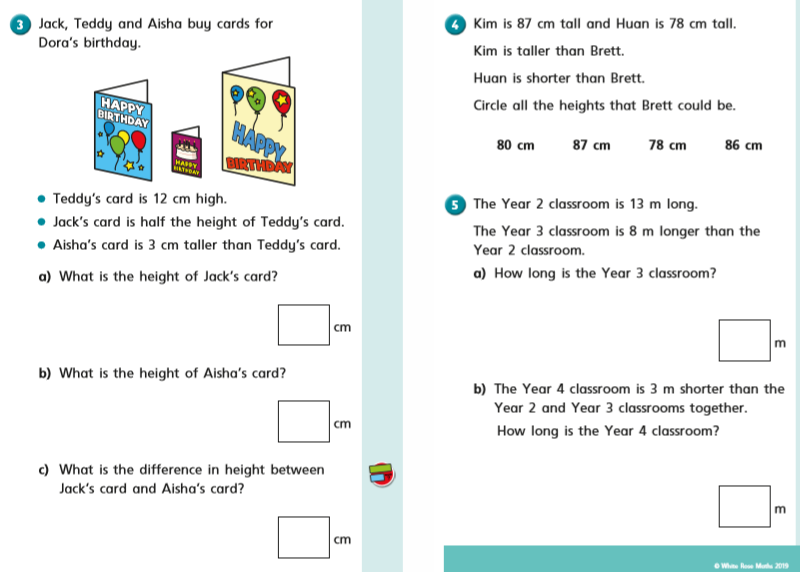 3 Jack, Teddy and Aisha buy cards for
Dora's birthday.
HAPPY
BIRTHDAY
HAPPY
BIRTHDAY
HAPPY
BIRTHDAY
• Teddy's card is 12 cm high.
• Jack's card is half the height of Teddy's card.
• Aisha's card is 3 cm taller than Teddy's card.
a) What is the height of Jack's card?
cm
b) What is the height of Aisha's card?
cm
c) What is the difference in height between
Jack's card and Aisha's card?
cm
4 Kim is 87 cm tall and Huan is 78 cm tall.
Kim is taller than Brett.
Huan is shorter than Brett.
Circle all the heights that Brett could be.
80 cm 87 cm 78 cm 86 cm
5 The Year 2 classroom is 13 m long.
The Year 3 classroom is 8 m longer than the
Year 2 classroom.
a) How long is the Year 3 classroom?
m
b) The Year 4 classroom is 3 m shorter than the
Year 2 and Year 3 classrooms together.
How long is the Year 4 classroom?
m
© White Rose Maths 2019